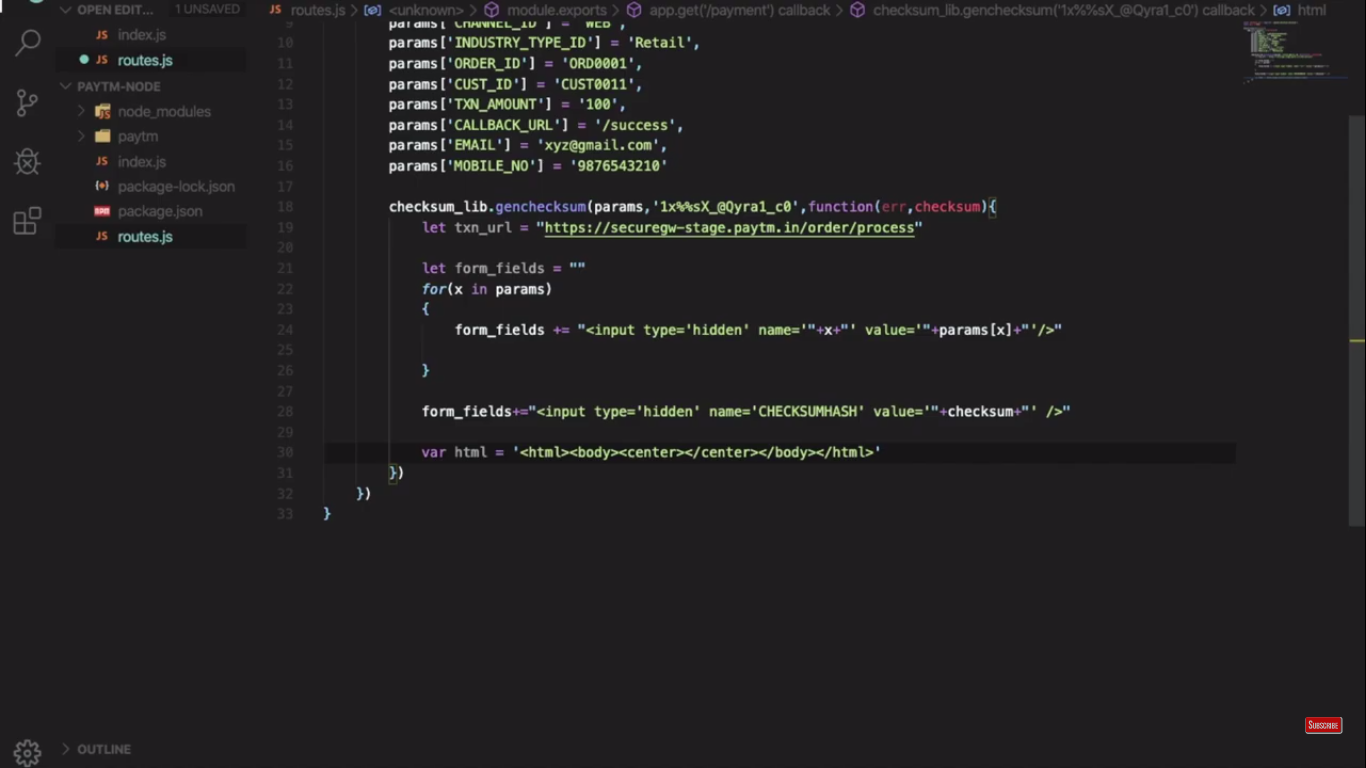 OPEN EDIT... 1 UNSAVED
JS index.js
JS routes.js
PAYTM-NODE
node_modules
paytm
JS index.js
package-lock.json
package.json
JS routes.js
OUTLINE
JS routes.js > <unknown> > module.exports > app.get('/payment') callback > checksum_lib.genchecksum('1x%%sX_@Qyra1_c0') callback > html
9 params['CHANNEL_ID'] = 'WEB',
10 params['INDUSTRY_TYPE_ID'] = 'Retail',
11 params['ORDER_ID'] = 'ORD0001',
12 params['CUST_ID'] = 'CUST0011',
13 params['TXN_AMOUNT'] = '100',
14 params['CALLBACK_URL'] = '/success',
15 params['EMAIL'] = 'xyz@gmail.com',
16 params['MOBILE_NO'] = '9876543210'
17
18 checksum_lib.genchecksum(params,'1x%%sX_@Qyra1_c0',function(err,checksum){
19 let txn_url = "https://securegw-stage.paytm.in/order/process"
20
21 let form_fields = ""
22 for(x in params)
23 {
24 form_fields += "<input type='hidden' name='"+x+"' value='"+params[x]+"'/>"
25
26 }
27
28 form_fields+="<input type='hidden' name='CHECKSUMHASH' value='"+checksum+"' />"
29
30 var html = '<html><body><center></center></body></html>'
31 })
32 })
33 }
SUBSCRIBE